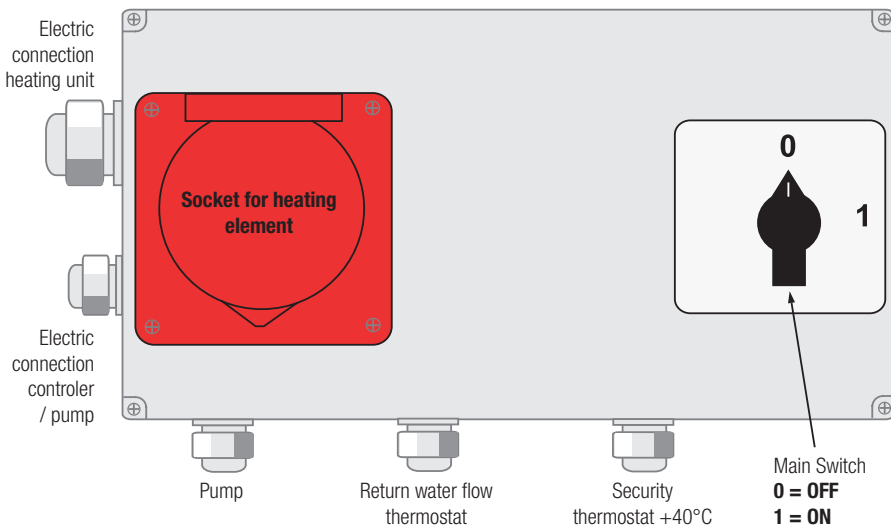 Electric
connection
heating unit
Socket for heating
element
0
1
Electric
connection
controler
/ pump
Pump
Return water flow
thermostat
Security
thermostat +40°C
Main Switch
0 = OFF
1 = ON